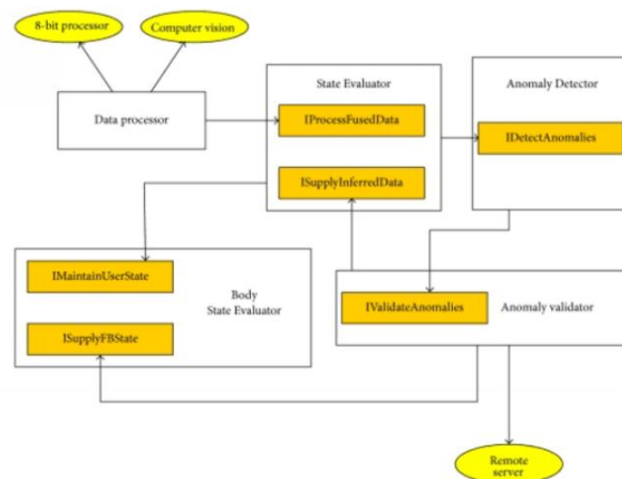 8-bit processor
Computer vision
State Evaluator
Anomaly Detector
Data processor
IProcessFusedData
IDetectAnomalies
ISupplyInferredData
IMaintainUserState
Body
State Evaluator
IValidateAnomalies
Anomaly validator
ISupplyFBState
Remote
server